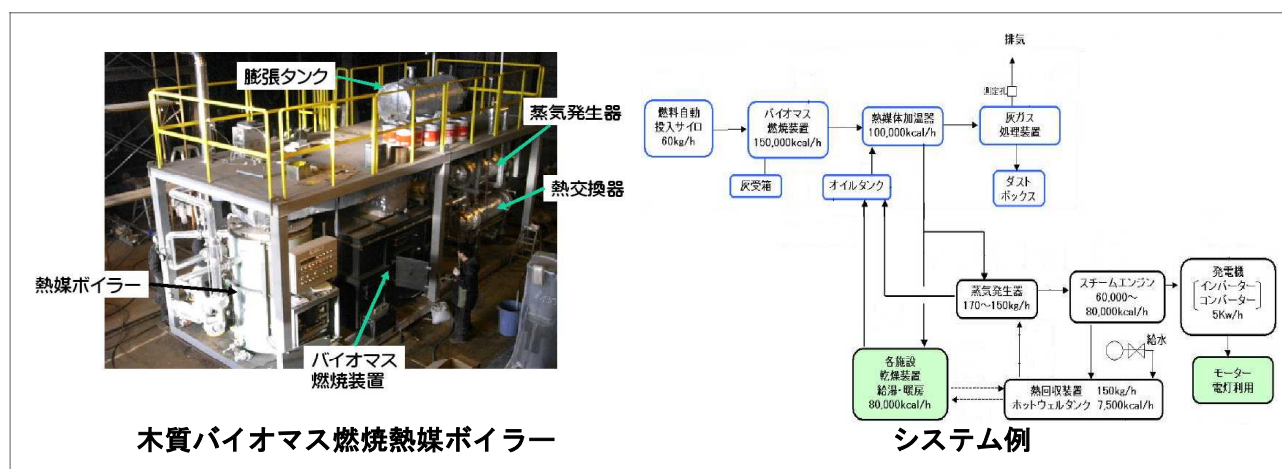 膨張タンク
蒸気発生器
熱交換器
熱媒ボイラー
バイオマス
燃焼装置
木質バイオマス燃焼熱媒ボイラー
排気
測定孔
燃料自動
投入サイロ
60kg/h
バイオマス
燃焼装置
150,000kcal/h
熱媒体加温器
100,000kcal/h
灰ガス
処理装置
灰受箱
オイルタンク
ダスト
ボックス
蒸気発生器
170～150kg/h
スチームエンジン
60,000～
80,000kcal/h
発電機
インバーター
コンバーター
5Kw/h
給水
各施設
乾燥装置
給湯・暖房
80,000kcal/h
熱回収装置 150kg/h
ホットウェルタンク 7,500kcal/h
モーター
電灯利用
システム例